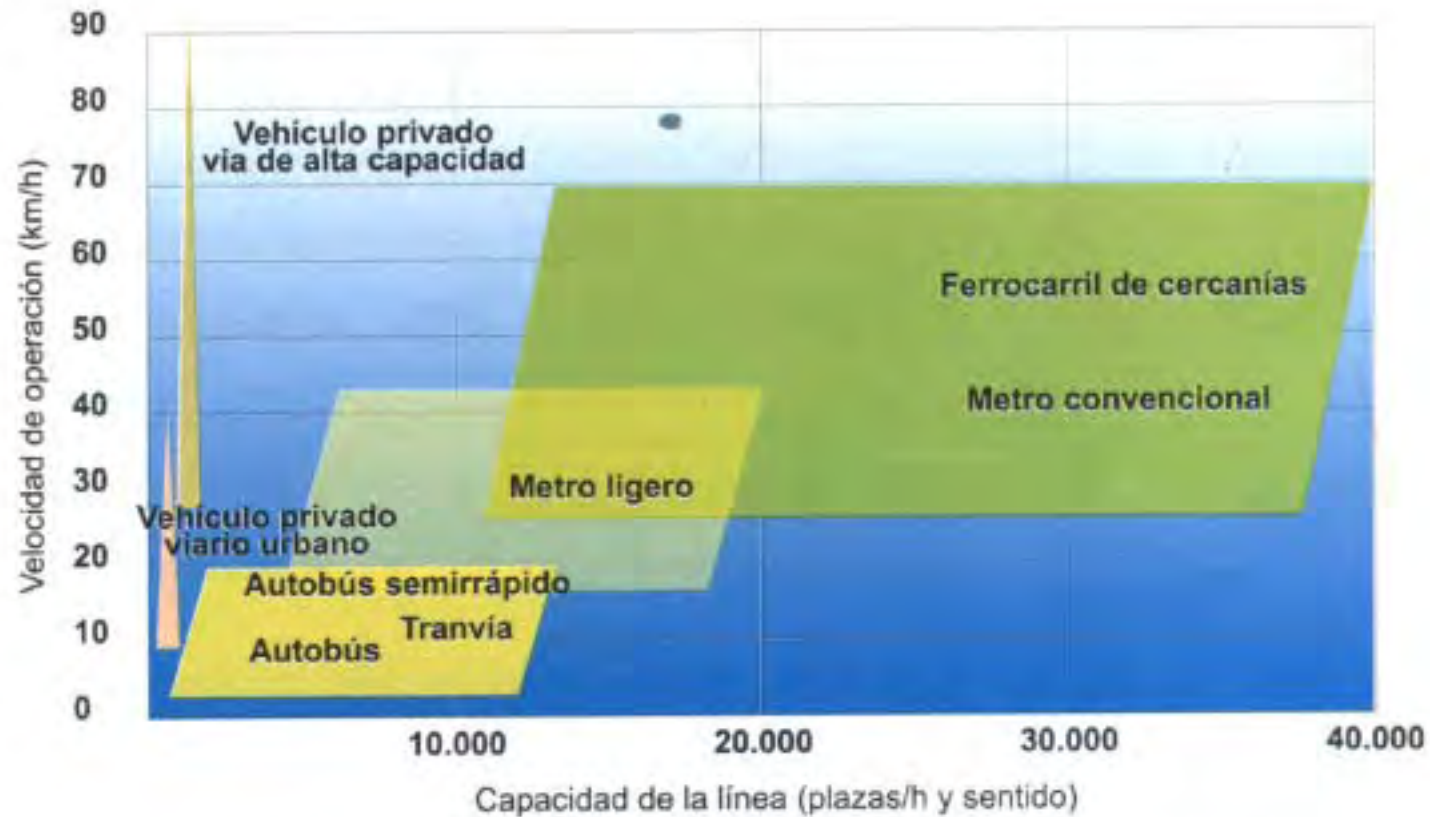 90
80
Vehículo privado
via de alta capacidad
70
60
Ferrocarril de cercanías
50
40
Metro convencional
30
Metro ligero
Vehículo privado
viario urbano
20
Autobús semirrápido
Tranvía
10
Autobús
0
10.000
20.000
30.000
40.000
Velocidad de operación (km/h)
Capacidad de la línea (plazas/h y sentido)